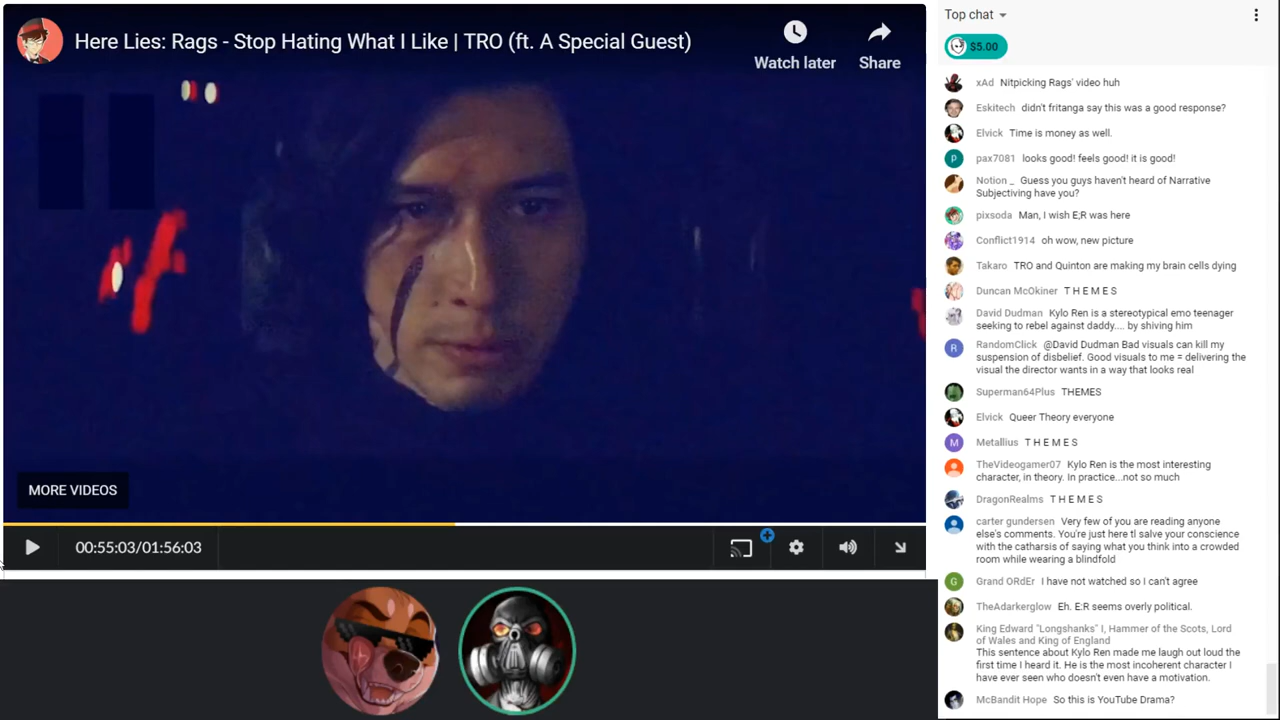 Here Lies: Rags - Stop Hating What I Like | TRO (ft. A Special Guest)
Watch later
Share
MORE VIDEOS
00:55:03/01:56:03
Top chat
$5.00
xAd Nitpicking Rags' video huh
Eskitech didn't fritanga say this was a good response?
Elvick Time is money as well.
P
pax7081 looks good! feels good! it is good!
Notion _ Guess you guys haven't heard of Narrative
Subjectiving have you?
pixsoda Man, I wish E;R was here
Conflict1914 oh wow, new picture
Takaro TRO and Quinton are making my brain cells dying
Duncan McOkiner T H E M E S
David Dudman Kylo Ren is a stereotypical emo teenager
seeking to rebel against daddy.... by shiving him
R
RandomClick @David Dudman Bad visuals can kill my
suspension of disbelief. Good visuals to me = delivering the
visual the director wants in a way that looks real
Superman64Plus THEMES
Elvick Queer Theory everyone
M
Metallius T H E M E S
TheVideogamer07 Kylo Ren is the most interesting
character, in theory. In practice...not so much
DragonRealms T H E M E S
carter gundersen Very few of you are reading anyone
else's comments. You're just here tl salve your conscience
with the catharsis of saying what you think into a crowded
room while wearing a blindfold
G
Grand ORdEr I have not watched so I can't agree
TheAdarkerglow Eh. E:R seems overly political.
King Edward "Longshanks" I, Hammer of the Scots, Lord
of Wales and King of England
This sentence about Kylo Ren made me laugh out loud the
first time I heard it. He is the most incoherent character I
have ever seen who doesn't even have a motivation.
McBandit Hope So this is YouTube Drama?